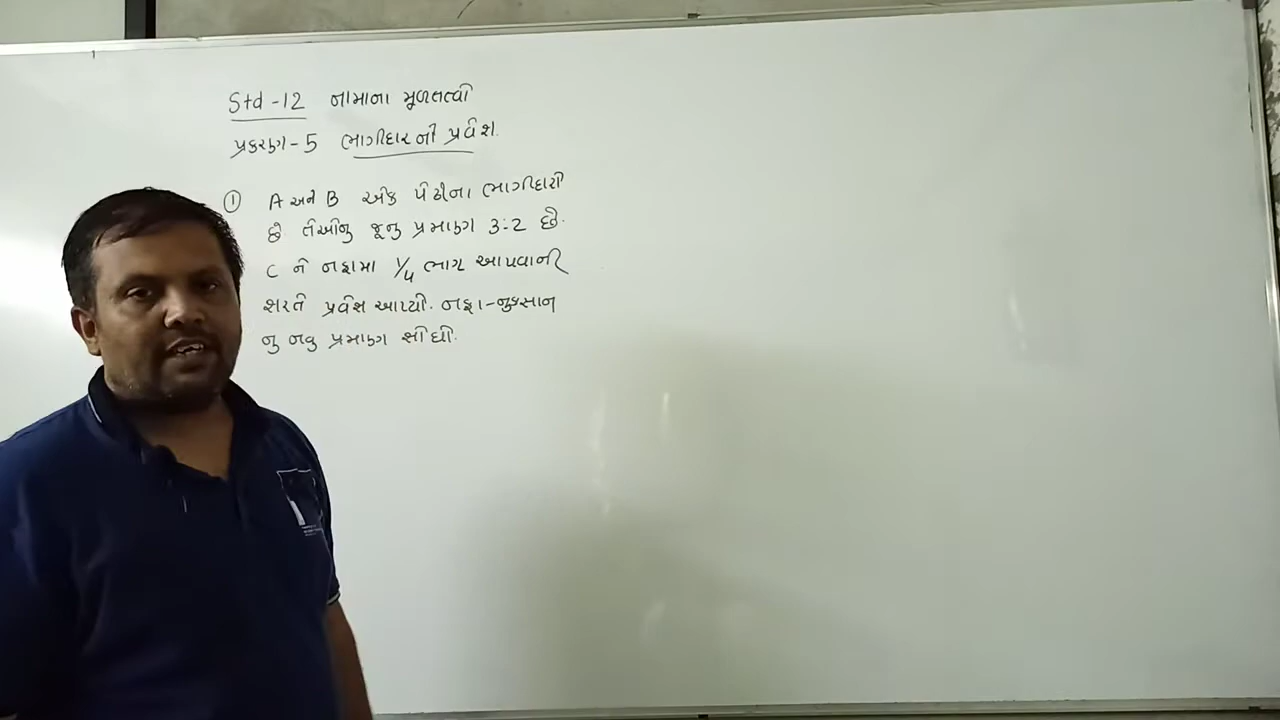 Std-12 નામાના મૂળતત્વો
પ્રકરણ-5 ભાગીદારનો પ્રવેશ.
① A અને B એક પેઢીના ભાગીદારો
છે તેઓનુ જૂનુ પ્રમાણ 3:2 છે.
C ને નફામા 1/4 ભાગ આપવાની
શરતે પ્રવેશ આપ્યો. નફા-નુકસાન
નુ નવુ પ્રમાણ શોધો.